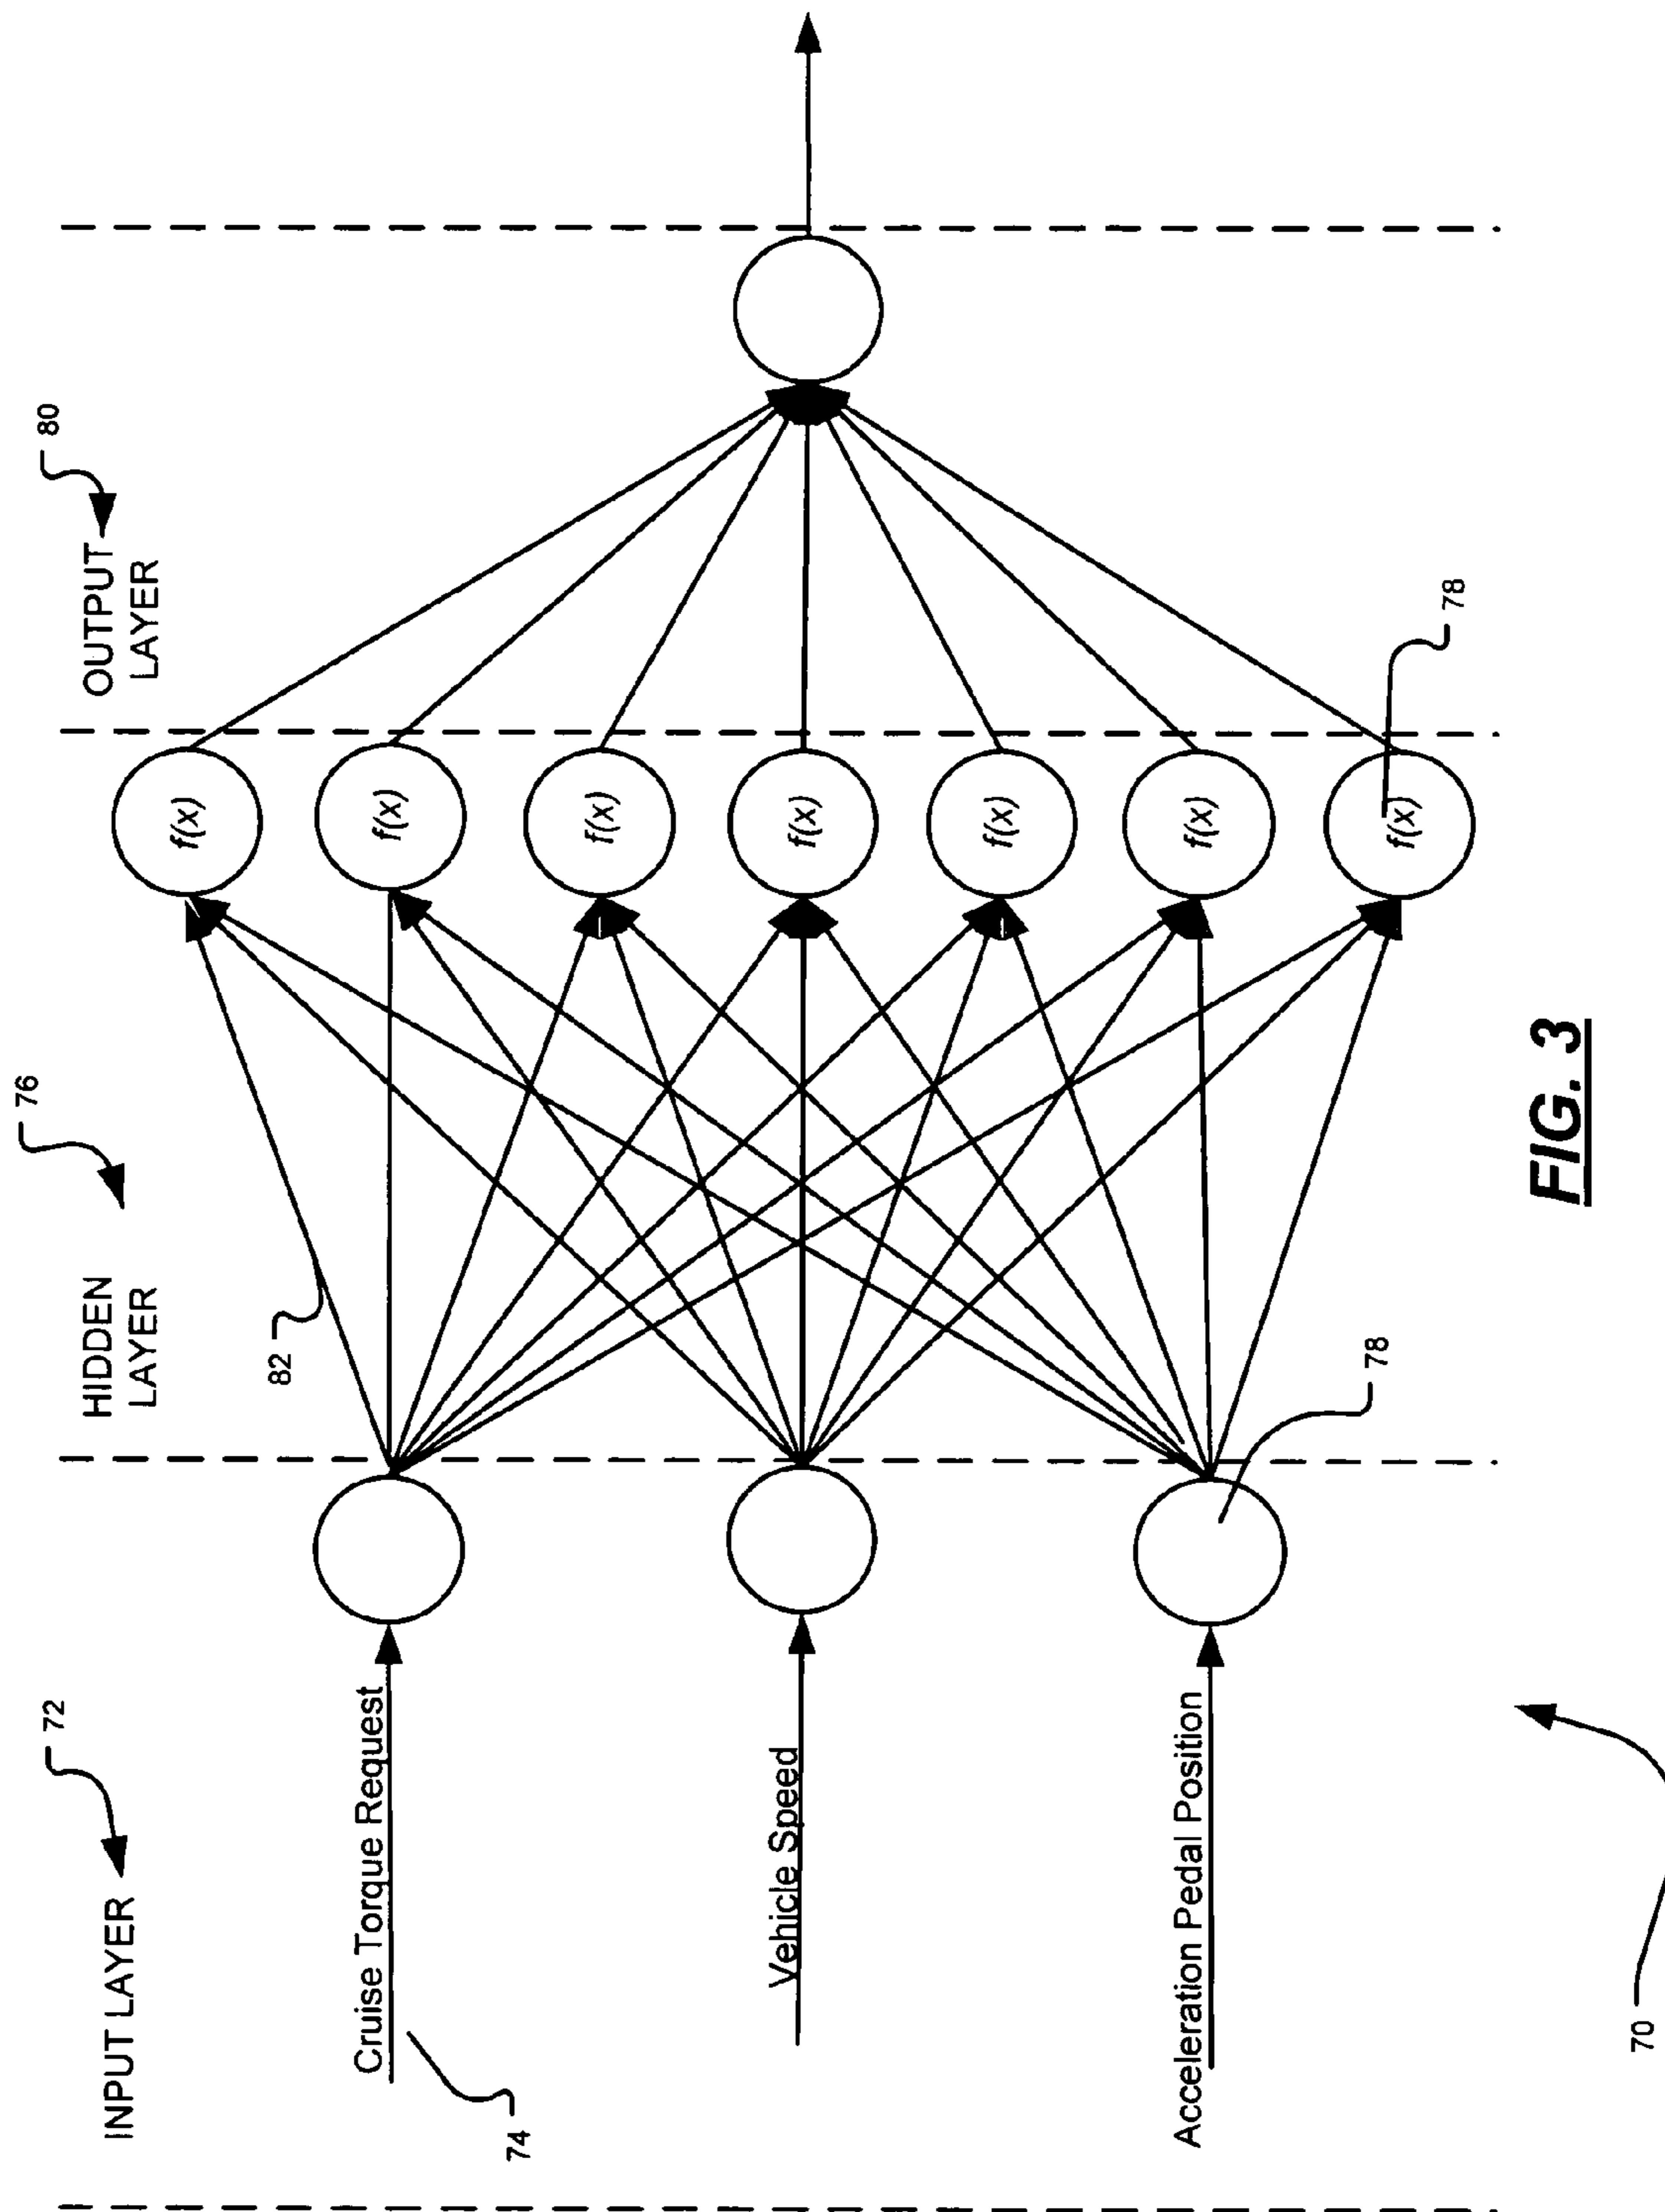 72
76
80
INPUT LAYER
HIDDEN
LAYER
OUTPUT
LAYER
82
f(x)
Cruise Torque Request
f(x)
74
f(x)
Vehicle Speed
f(x)
f(x)
Acceleration Pedal Position
f(x)
78
f(x)
78
FIG. 3
70